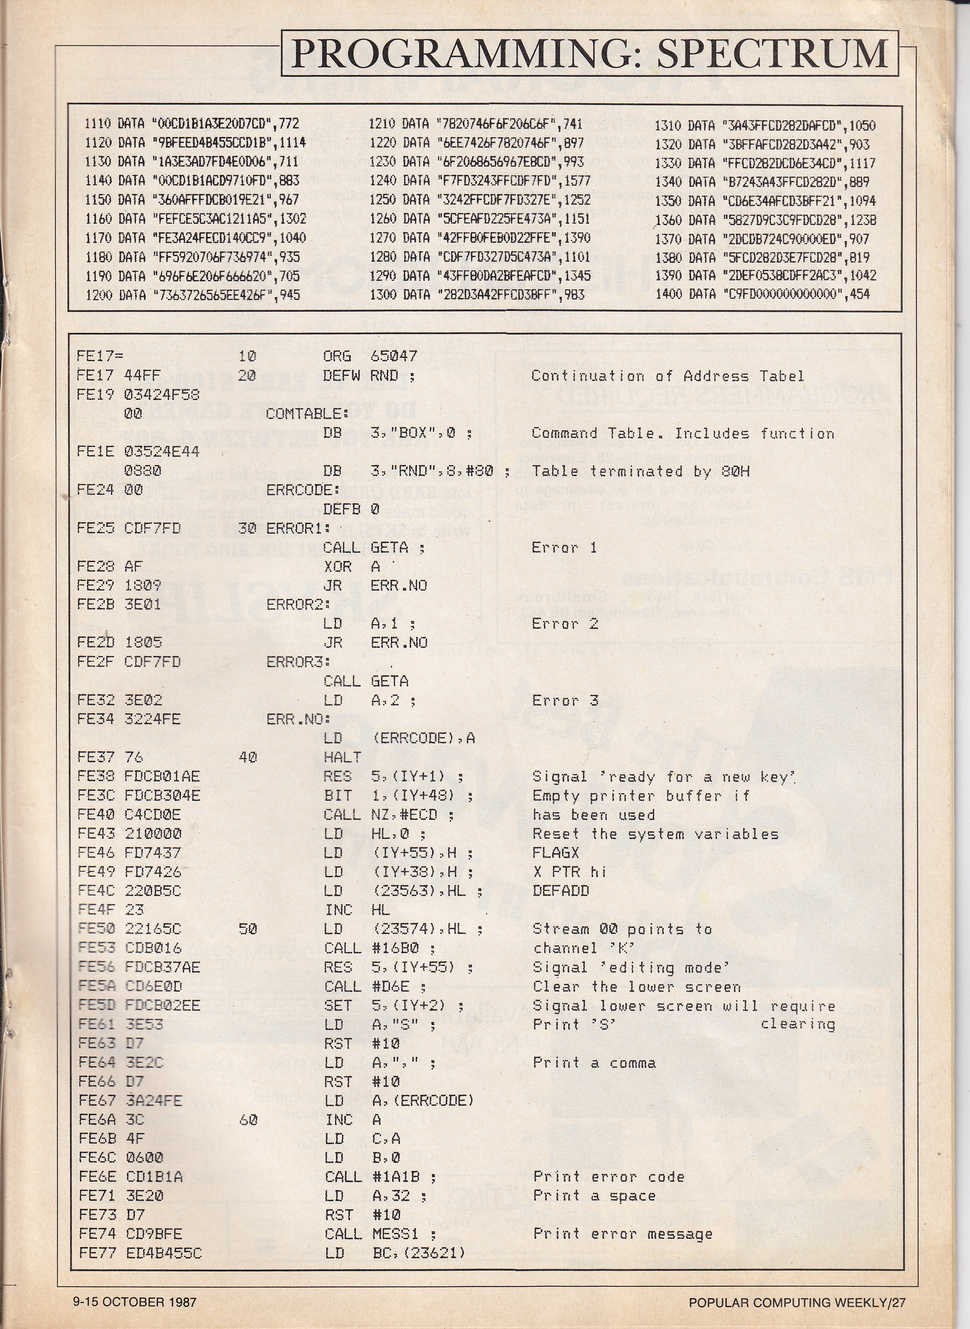 PROGRAMMING: SPECTRUM
1110 DATA "00CD1B1A3E20D7CD",772
1120 DATA "9BFEED4B455CCD1B",1114
1130 DATA "1A3E3AD7FD4E0D06",711
1140 DATA "00CD1B1ACD9710FD",883
1150 DATA "360AFFFDCB019E21",967
1160 DATA "FEFCE5C3AC1211A5",1302
1170 DATA "FE3A24FECD140CC9",1040
1180 DATA "FF5920706F736974",935
1190 DATA "696F6E206F666620",705
1200 DATA "7363726565EE426F",945
1210 DATA "7820746F6F206C6F",741
1220 DATA "6EE7426F7820746F",897
1230 DATA "6F2068656967E8CD",993
1240 DATA "F7FD3243FFCDF7FD",1577
1250 DATA "3242FFCDF7FD327E",1252
1260 DATA "5CFEAFD225FE473A",1151
1270 DATA "42FF80FEB0D22FFE",1390
1280 DATA "CDF7FD327D5C473A",1101
1290 DATA "43FF80DA2BFEAFCD",1345
1300 DATA "282D3A42FFCD3BFF",983
1310 DATA "3A43FFCD282DAFCD",1050
1320 DATA "3BFFAFCD282D3A42",903
1330 DATA "FFCD282DCD6E34CD",1117
1340 DATA "B7243A43FFCD282D",889
1350 DATA "CD6E34AFCD3BFF21",1094
1360 DATA "5827D9C3C9FDCD28",1238
1370 DATA "2DCDB724C90000ED",907
1380 DATA "5FCD282D3E7FCD28",819
1390 DATA "2DEF0538CDFF2AC3",1042
1400 DATA "C9FD000000000000",454
FE17= 10 ORG 65047
FE17 44FF 20 DEFW RND ; Continuation of Address Tabel
FE19 03424F58
00 COMTABLE:
DB 3,"BOX",0 ; Command Table. Includes function
FE1E 03524E44
0880 DB 3,"RND",8,#80 ; Table terminated by 80H
FE24 00 ERRCODE:
DEFB 0
FE25 CDF7FD 30 ERROR1:
CALL GETA ; Error 1
FE28 AF XOR A
FE29 1809 JR ERR.NO
FE2B 3E01 ERROR2:
LD A,1 ; Error 2
FE2D 1805 JR ERR.NO
FE2F CDF7FD ERROR3:
CALL GETA
FE32 3E02 LD A,2 ; Error 3
FE34 3224FE ERR.NO:
LD (ERRCODE),A
FE37 76 40 HALT
FE38 FDCB01AE RES 5,(IY+1) ; Signal 'ready for a new key'.
FE3C FDCB304E BIT 1,(IY+48) ; Empty printer buffer if
FE40 C4CD0E CALL NZ,#ECD ; has been used
FE43 210000 LD HL,0 ; Reset the system variables
FE46 FD7437 LD (IY+55),H ; FLAGX
FE49 FD7426 LD (IY+38),H ; X PTR hi
FE4C 220B5C LD (23563),HL ; DEFADD
FE4F 23 INC HL
FE50 22165C 50 LD (23574),HL ; Stream 00 points to
FE53 CDB016 CALL #16B0 ; channel 'K'
FE56 FDCB37AE RES 5,(IY+55) ; Signal 'editing mode'
FE5A CD6E0D CALL #D6E ; Clear the lower screen
FE5D FDCB02EE SET 5,(IY+2) ; Signal lower screen will require
FE61 3E53 LD A,"S" ; Print 'S' clearing
FE63 D7 RST #10
FE64 3E2C LD A,"," ; Print a comma
FE66 D7 RST #10
FE67 3A24FE LD A,(ERRCODE)
FE6A 3C 60 INC A
FE6B 4F LD C,A
FE6C 0600 LD B,0
FE6E CD1B1A CALL #1A1B ; Print error code
FE71 3E20 LD A,32 ; Print a space
FE73 D7 RST #10
FE74 CD9BFE CALL MESS1 ; Print error message
FE77 ED4B455C LD BC,(23621)
9-15 OCTOBER 1987
POPULAR COMPUTING WEEKLY/27